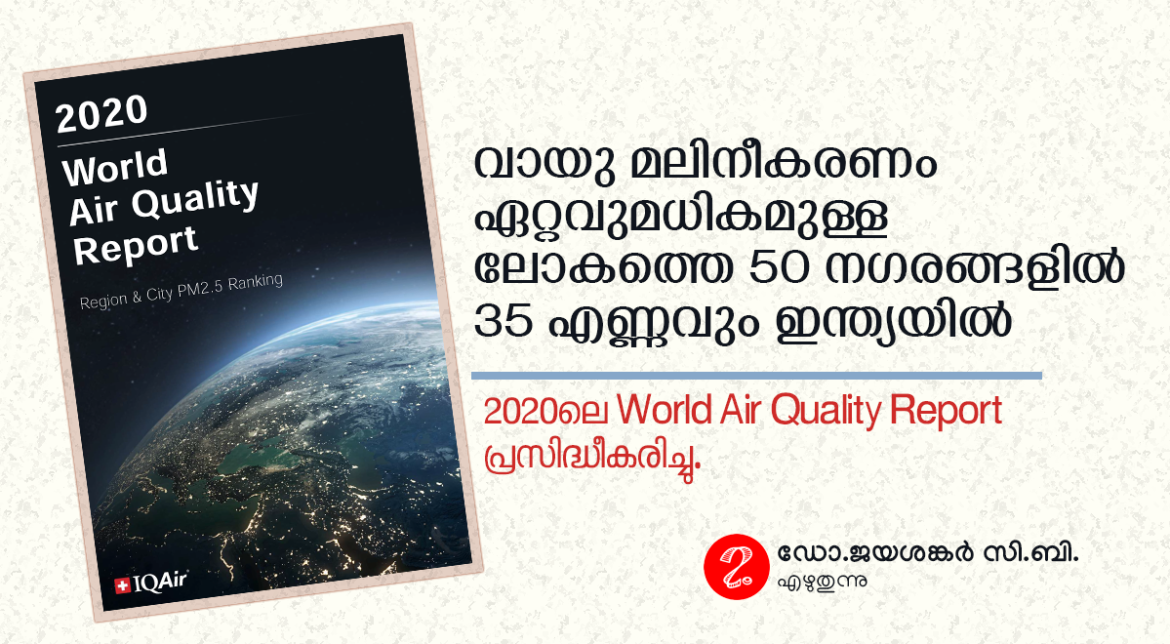 2020
World
Air Quality
Report
Region & City PM2.5 Ranking
IQAir
വായു മലിനീകരണം
ഏറ്റവുമധികമുള്ള
ലോകത്തെ 50 നഗരങ്ങളിൽ
35 എണ്ണവും ഇന്ത്യയിൽ
2020ലെ World Air Quality Report
പ്രസിദ്ധീകരിച്ചു.
ഡോ.ജയശങ്കർ സി.ബി.
എഴുതുന്നു